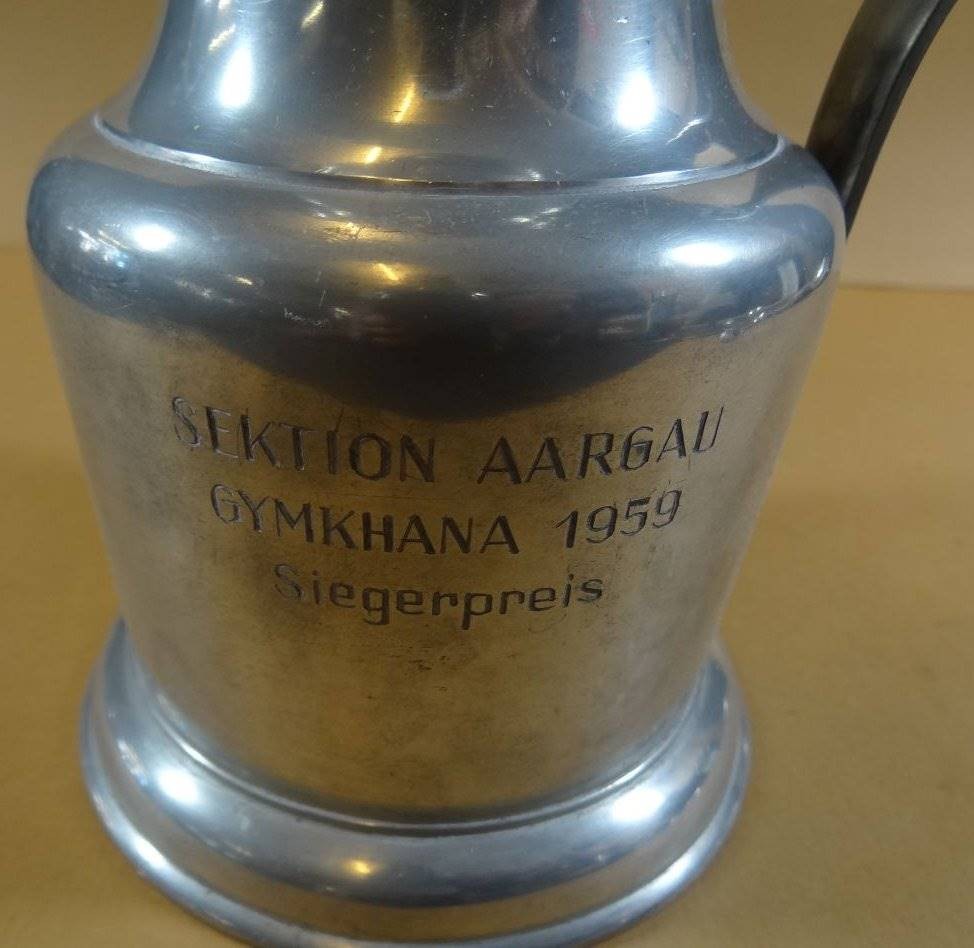 SEKTION AARGAU
GYMKHANA 1959
Siegerpreis